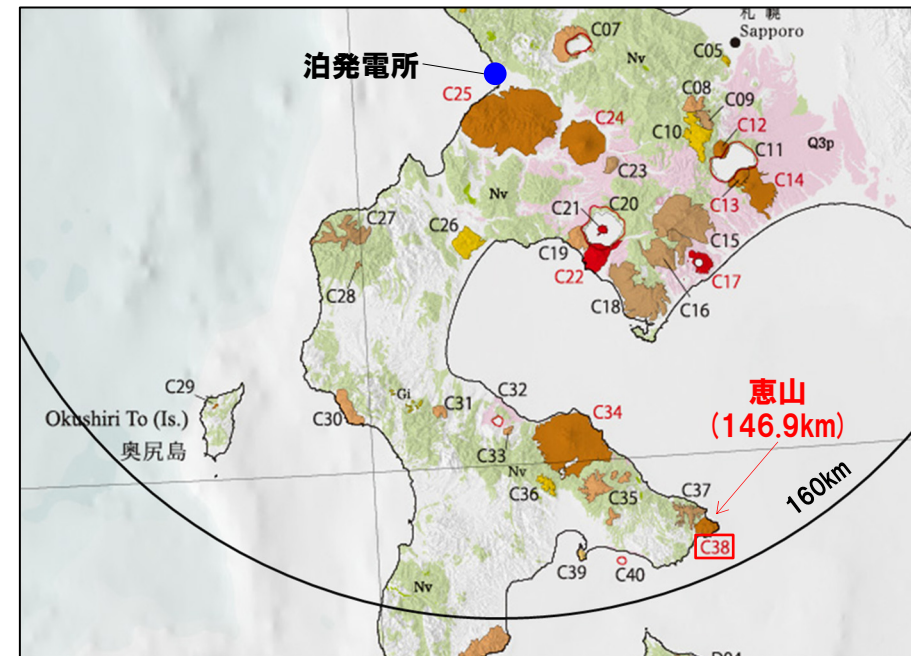 札幌
Sapporo
C07
Nv
C05
泊発電所
C25
C24
C08
C09
C10
C12
C11
Q3p
C23
C14
C13
Nv
C20
C21
C27
C26
C15
C19
C22
C17
C28
C18
C16
C29
Okushiri To (Is.)
奥尻島
C30
Gi
C31
C32
C34
恵山
(146.9km)
C33
Nv
C36
C35
C37
160km
C38
C39
C40
Nv